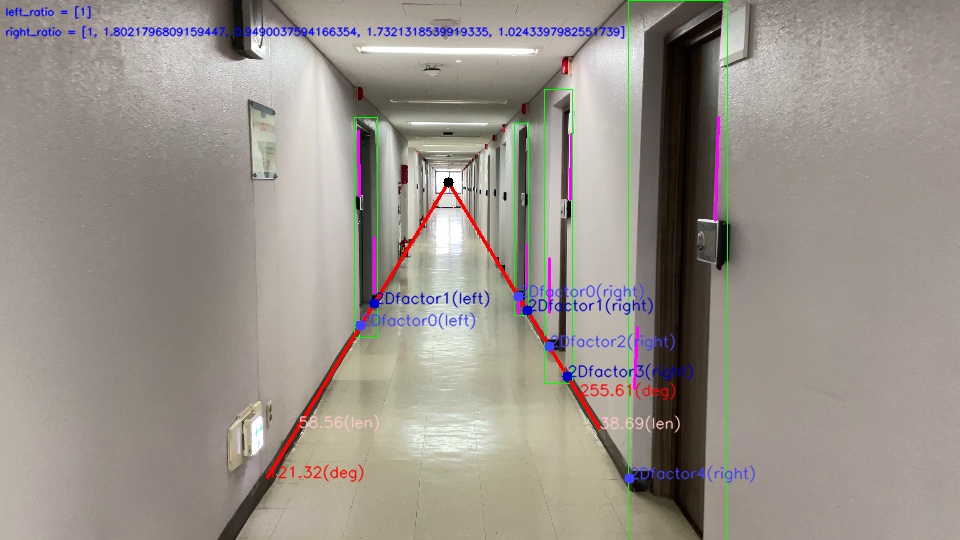 left_ratio = [1]
right_ratio = [1, 1.8021796809159447, 0.9490037594166354, 1.7321318539919335, 1.0243397982551739]
2Dfactor0(right)
2Dfactor1(left)
2Dfactor1(right)
2Dfactor0(left)
2Dfactor2(right)
2Dfactor3(right)
255.61(deg)
58.56(len)
38.69(len)
21.32(deg)
2Dfactor4(right)